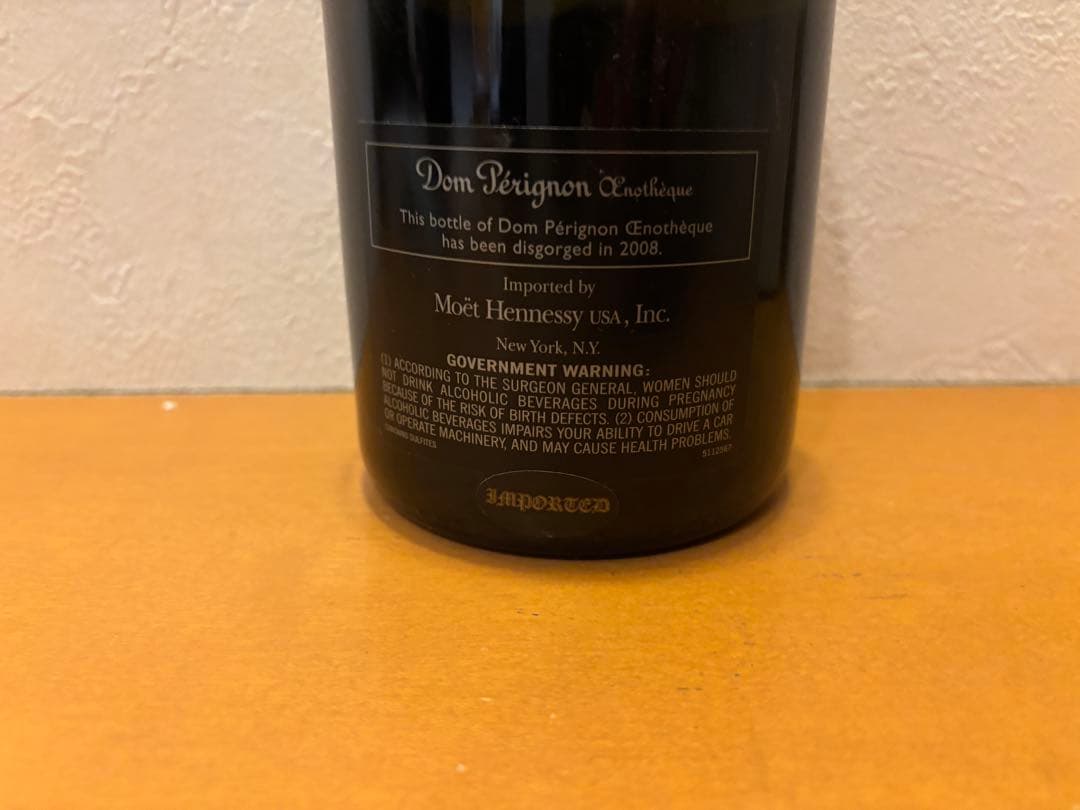 Dom Pérignon Œnothèque
This bottle of Dom Pérignon Œnothèque
has been disgorged in 2008.
Imported by
Moët Hennessy USA, Inc.
New York, N.Y.
GOVERNMENT WARNING:
(1) ACCORDING TO THE SURGEON GENERAL, WOMEN SHOULD
NOT DRINK ALCOHOLIC BEVERAGES DURING PREGNANCY
BECAUSE OF THE RISK OF BIRTH DEFECTS. (2) CONSUMPTION OF
ALCOHOLIC BEVERAGES IMPAIRS YOUR ABILITY TO DRIVE A CAR
OR OPERATE MACHINERY, AND MAY CAUSE HEALTH PROBLEMS.
CONTAINS SULFITES
IMPORTED